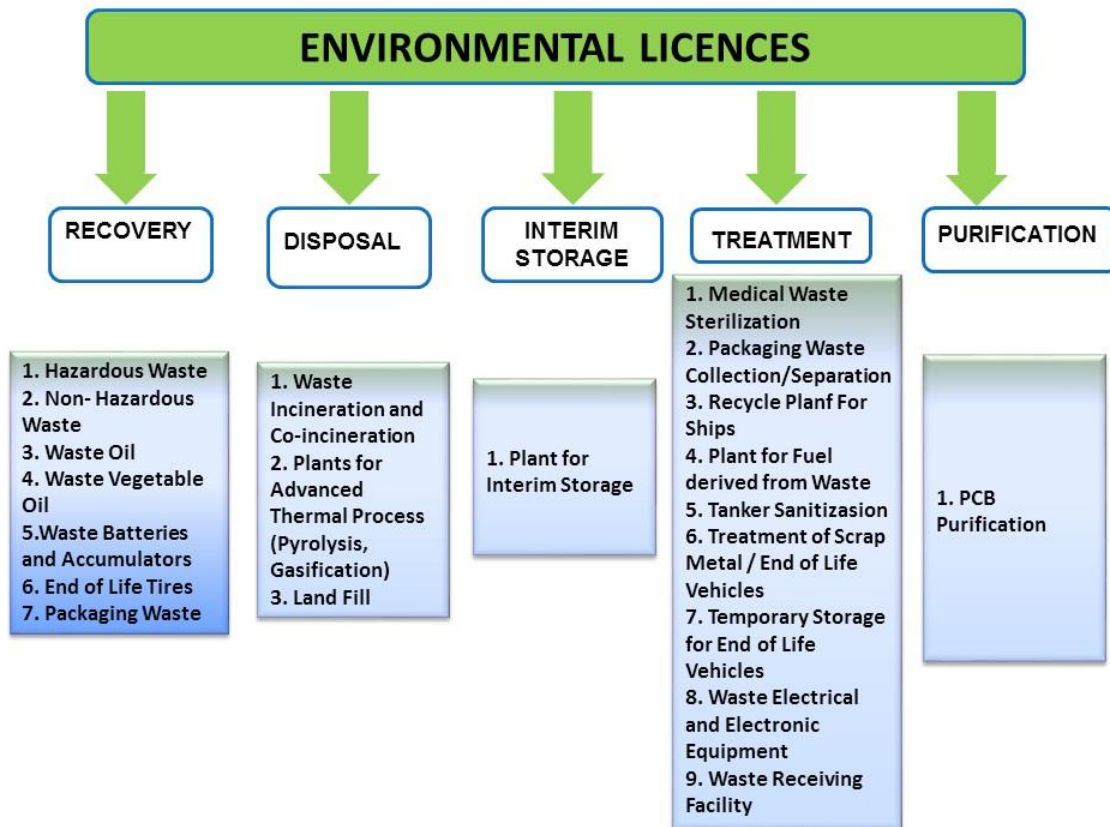 ENVIRONMENTAL LICENCES
RECOVERY
1. Hazardous Waste
2. Non- Hazardous
Waste
3. Waste Oil
4. Waste Vegetable
Oil
5.Waste Batteries
and Accumulators
6. End of Life Tires
7. Packaging Waste
DISPOSAL
1. Waste
Incineration and
Co-incineration
2. Plants for
Advanced
Thermal Process
(Pyrolysis,
Gasification)
3. Land Fill
INTERIM
STORAGE
1. Plant for
Interim Storage
TREATMENT
1. Medical Waste
Sterilization
2. Packaging Waste
Collection/Separation
3. Recycle Planf For
Ships
4. Plant for Fuel
derived from Waste
5. Tanker Sanitizasion
6. Treatment of Scrap
Metal / End of Life
Vehicles
7. Temporary Storage
for End of Life
Vehicles
8. Waste Electrical
and Electronic
Equipment
9. Waste Receiving
Facility
PURIFICATION
1. PCB
Purification